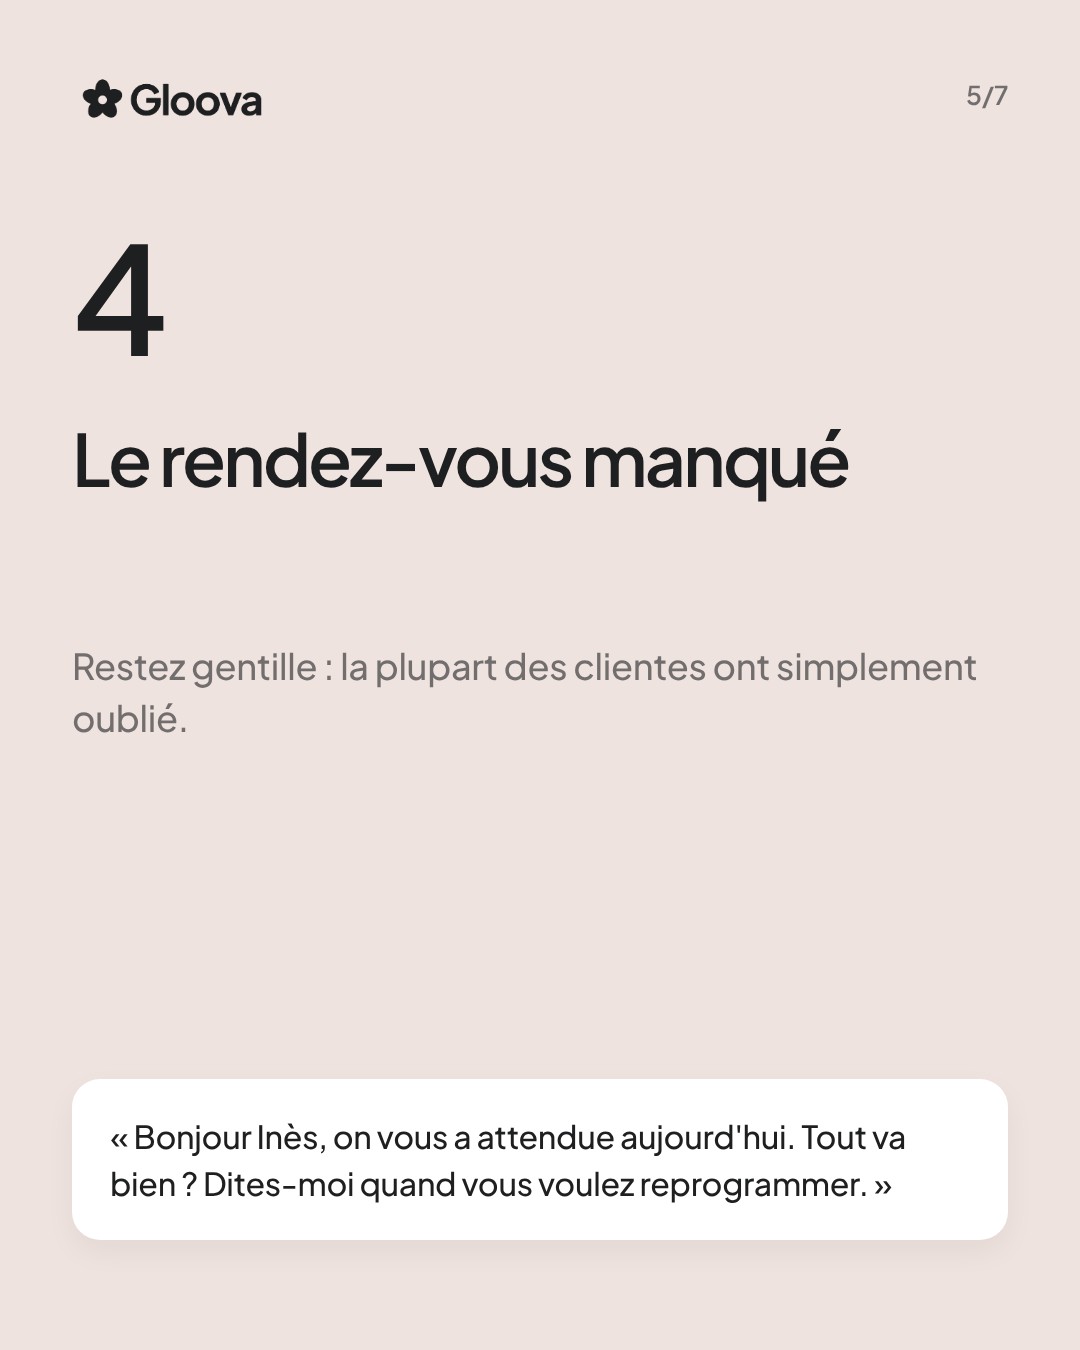 Gloova
5/7
4
Le rendez-vous manqué
Restez gentille : la plupart des clientes ont simplement
oublié.
« Bonjour Inès, on vous a attendue aujourd'hui. Tout va
bien ? Dites-moi quand vous voulez reprogrammer. »